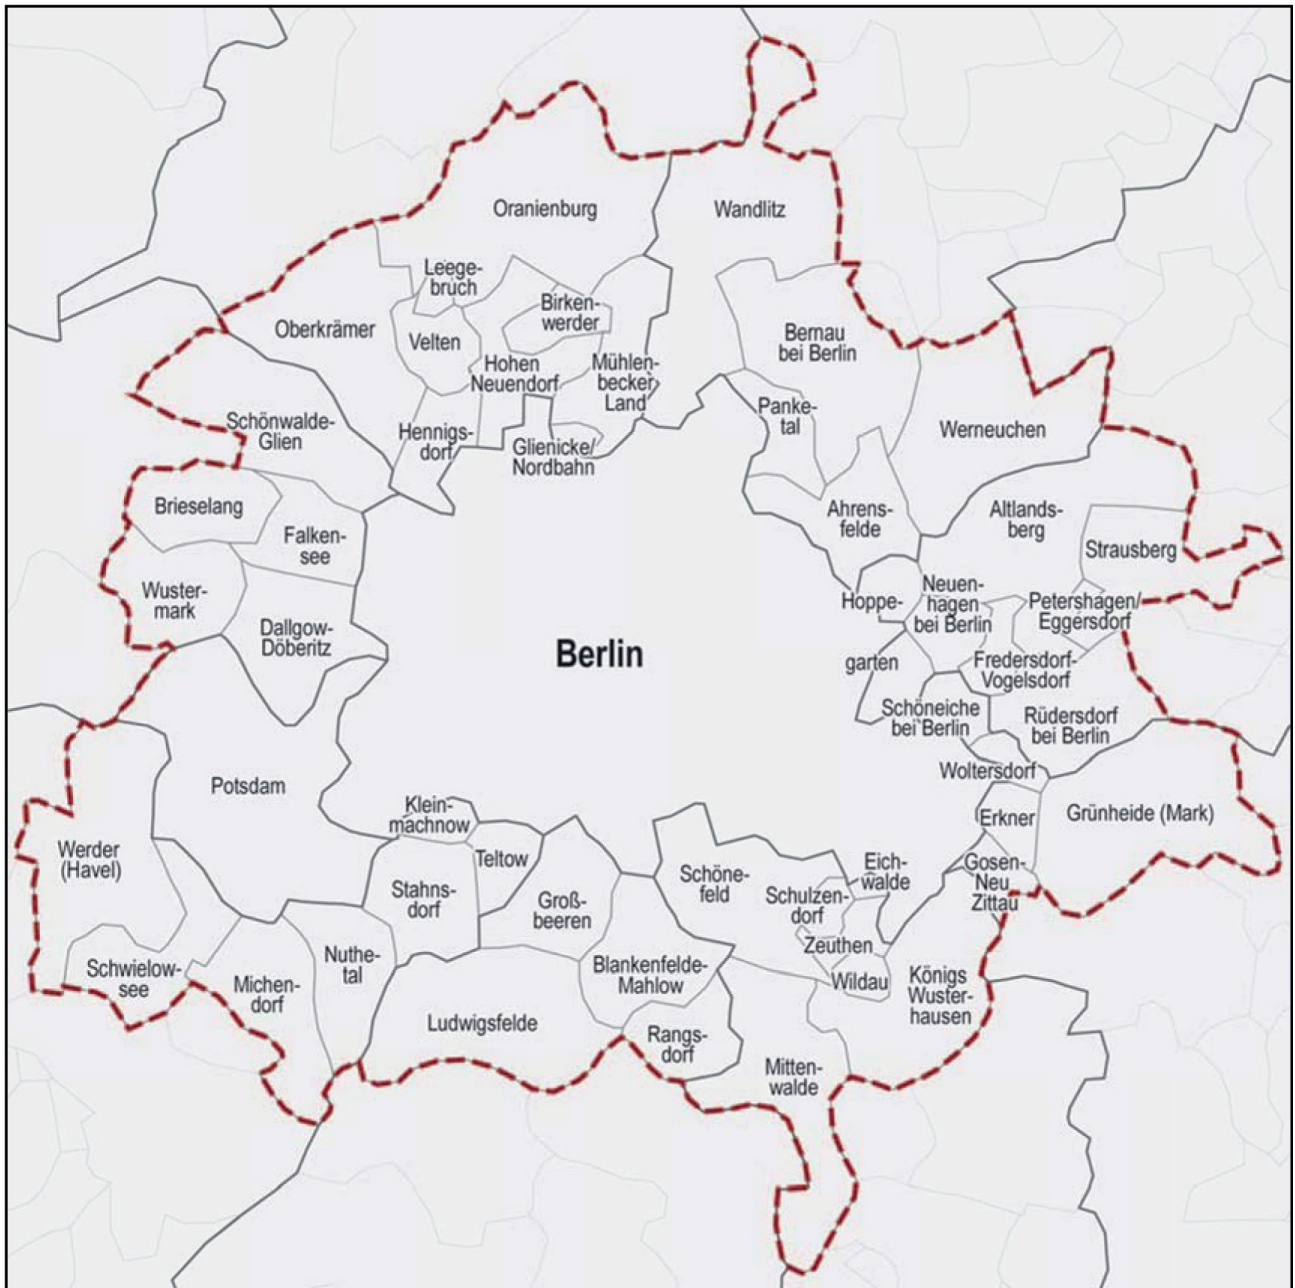 Oranienburg
Wandlitz
Leege-
bruch
Birken-
werder
Oberkrämer
Velten
Bernau
bei Berlin
Hohen
Neuendorf
Mühlen-
becker
Land
Panke-
tal
Schönwalde-
Glien
Hennigs-
dorf
Glienicke/
Nordbahn
Werneuchen
Brieselang
Falken-
see
Ahrens-
felde
Altlands-
berg
Strausberg
Wuster-
mark
Dallgow-
Döberitz
Hoppe-
garten
Neuen-
hagen
bei Berlin
Petershagen/
Eggersdorf
Berlin
Fredersdorf-
Vogelsdorf
Schöneiche
bei Berlin
Rüdersdorf
bei Berlin
Woltersdorf
Potsdam
Klein-
machnow
Erkner
Grünheide (Mark)
Werder
(Havel)
Teltow
Stahns-
dorf
Groß-
beeren
Schöne-
feld
Schulzen-
dorf
Eich-
walde
Gosen-
Neu
Zittau
Zeuthen
Schwielow-
see
Michen-
dorf
Nuthe-
tal
Blankenfelde-
Mahlow
Wildau
Königs
Wuster-
hausen
Ludwigsfelde
Rangs-
dorf
Mitten-
walde